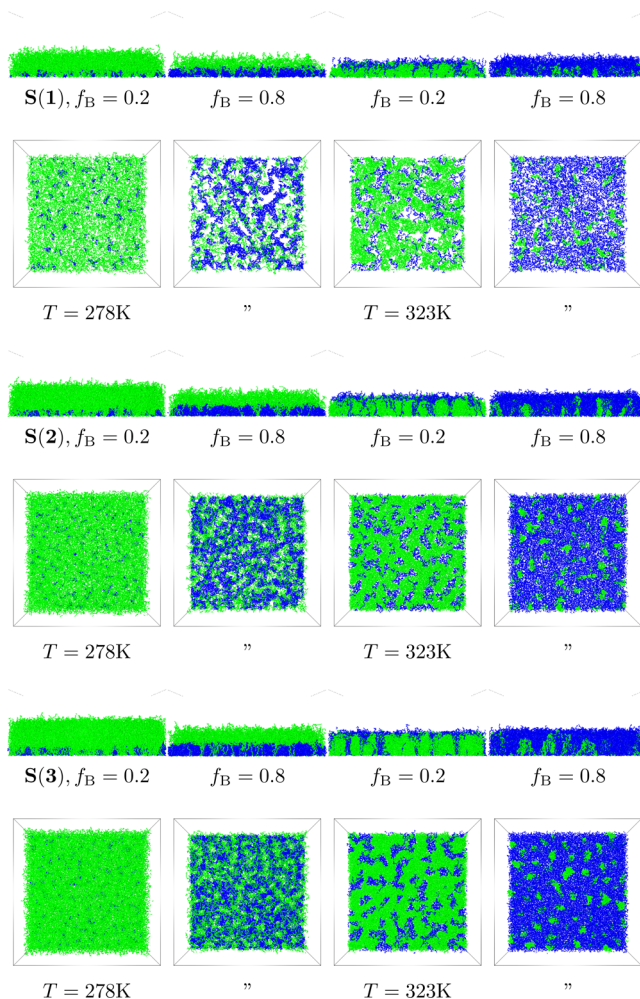 S(1), f_B = 0.2 f_B = 0.8 f_B = 0.2 f_B = 0.8
T = 278K ” T = 323K ”
S(2), f_B = 0.2 f_B = 0.8 f_B = 0.2 f_B = 0.8
T = 278K ” T = 323K ”
S(3), f_B = 0.2 f_B = 0.8 f_B = 0.2 f_B = 0.8
T = 278K ” T = 323K ”